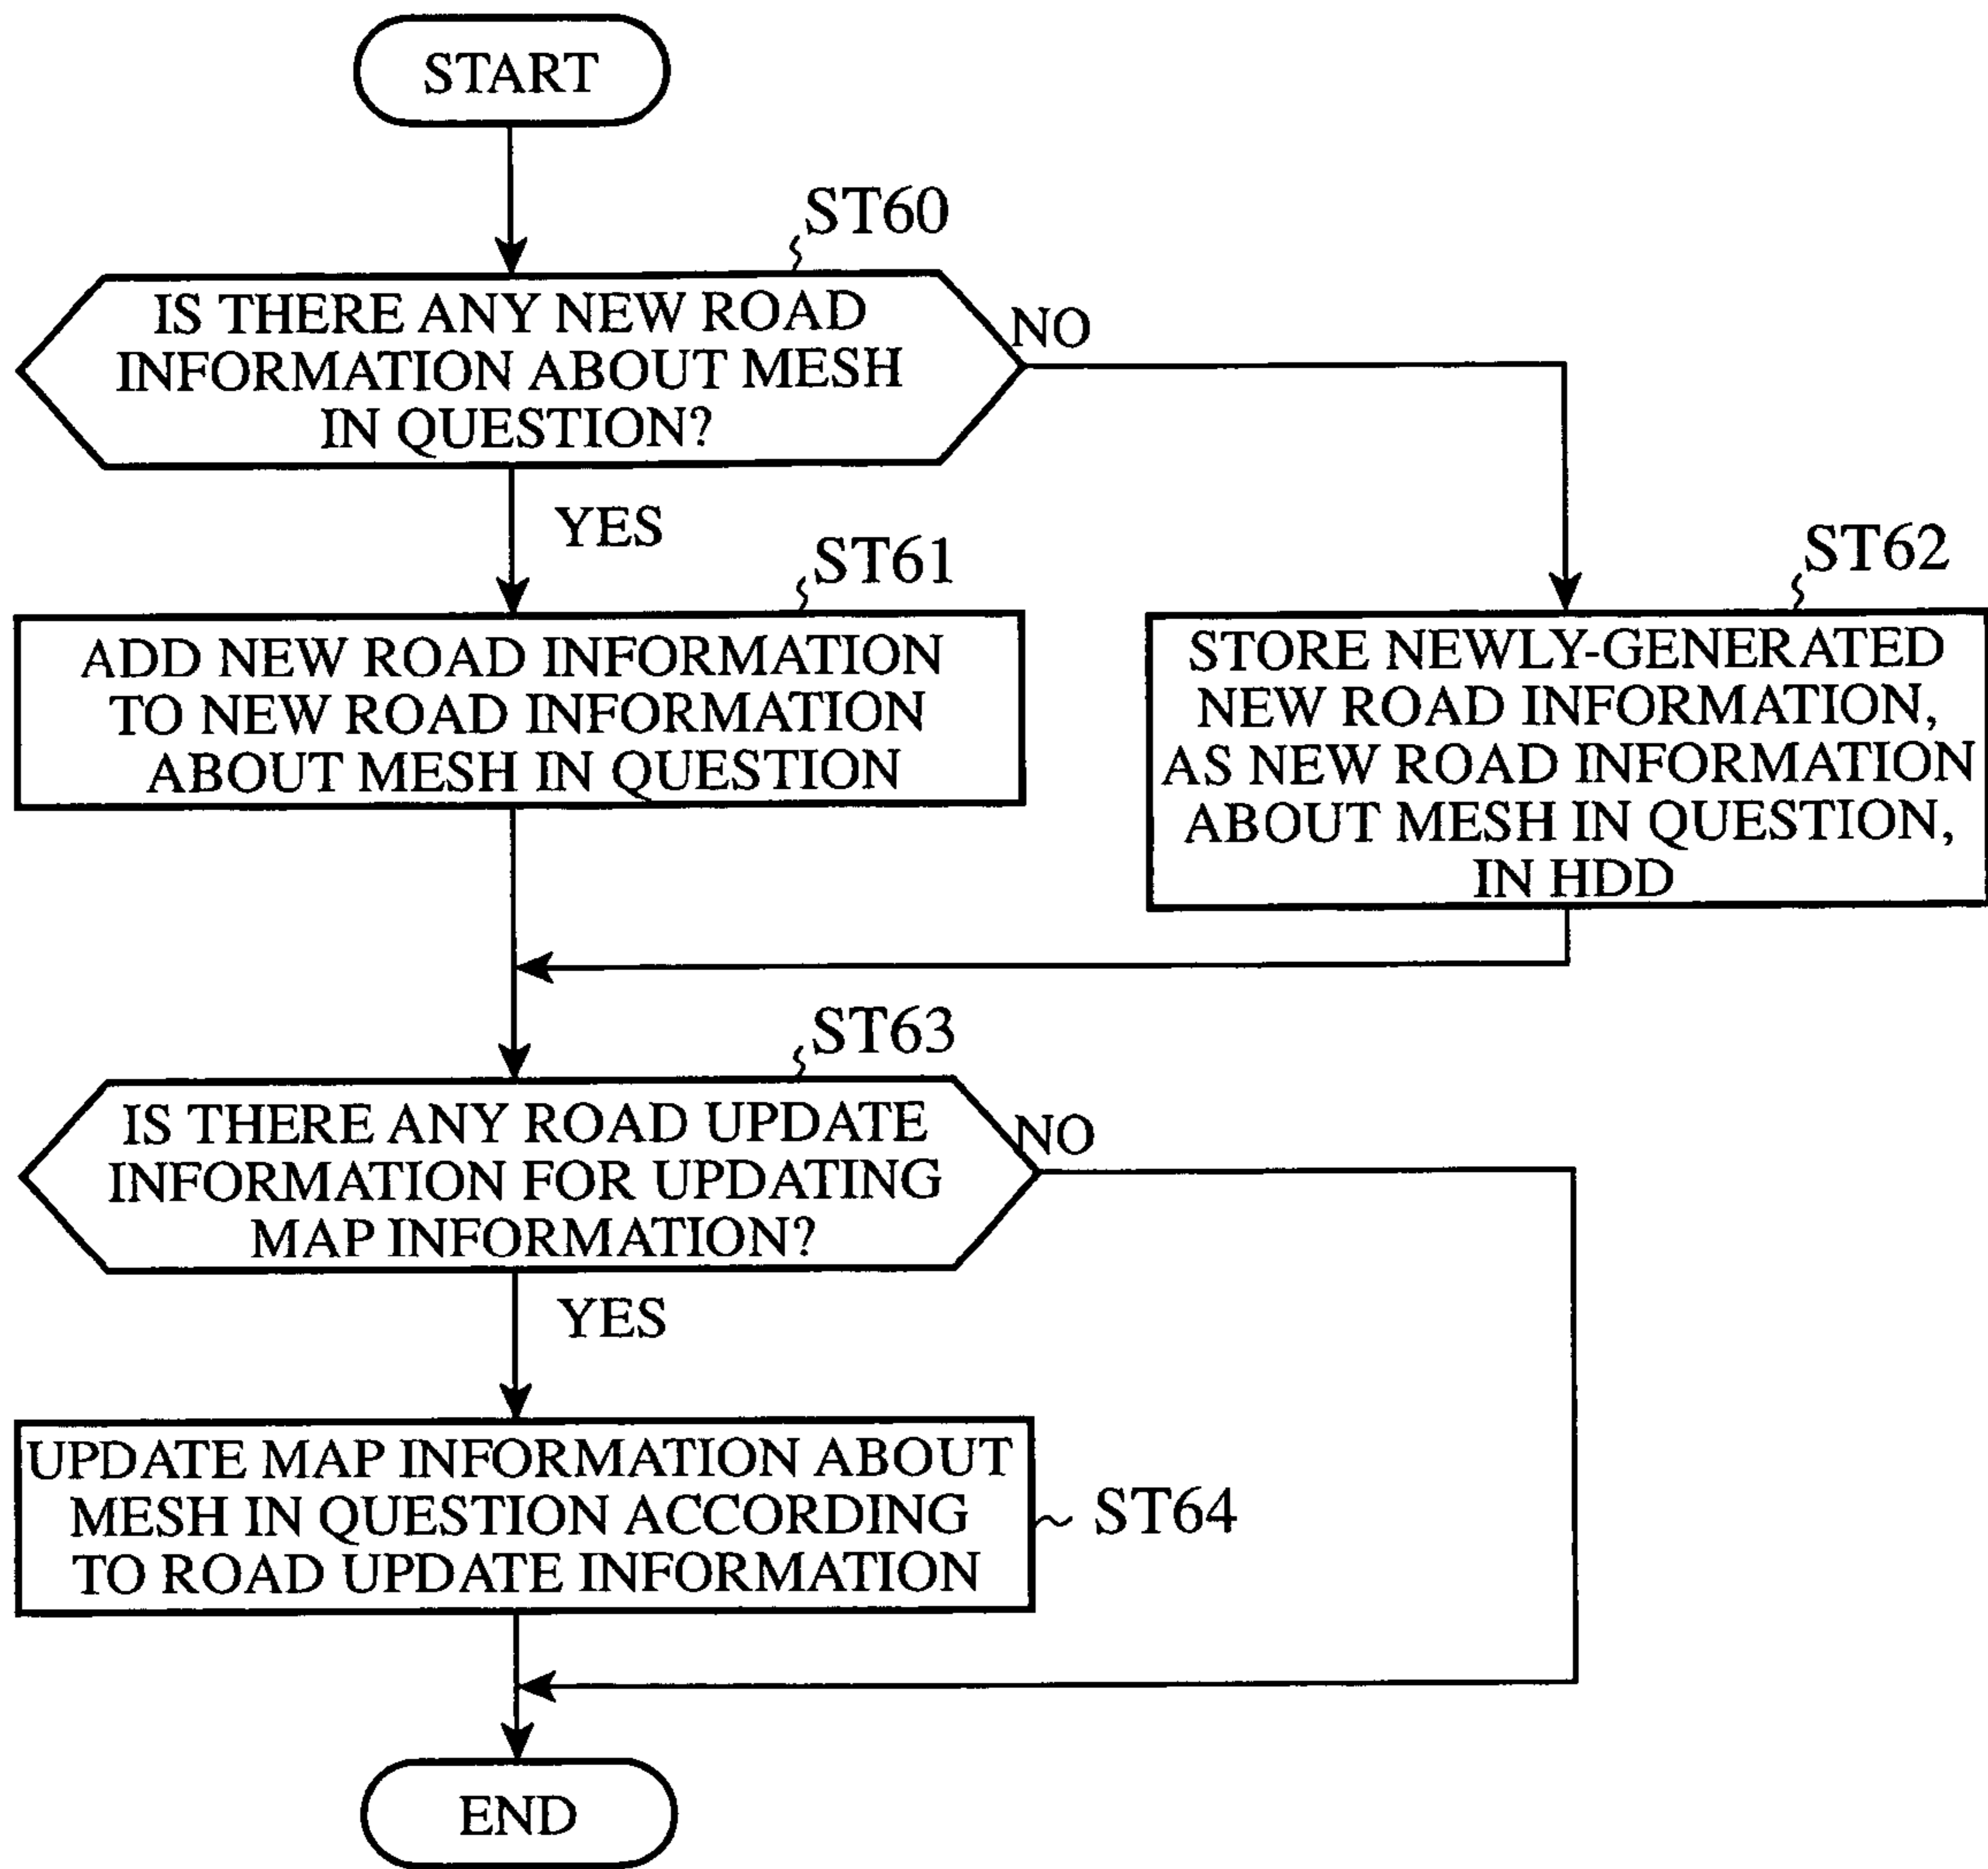 START
ST60
IS THERE ANY NEW ROAD
INFORMATION ABOUT MESH
IN QUESTION?
NO
YES
ST61
ADD NEW ROAD INFORMATION
TO NEW ROAD INFORMATION
ABOUT MESH IN QUESTION
ST62
STORE NEWLY-GENERATED
NEW ROAD INFORMATION,
AS NEW ROAD INFORMATION
ABOUT MESH IN QUESTION,
IN HDD
ST63
IS THERE ANY ROAD UPDATE
INFORMATION FOR UPDATING
MAP INFORMATION?
NO
YES
UPDATE MAP INFORMATION ABOUT
MESH IN QUESTION ACCORDING
TO ROAD UPDATE INFORMATION
ST64
END